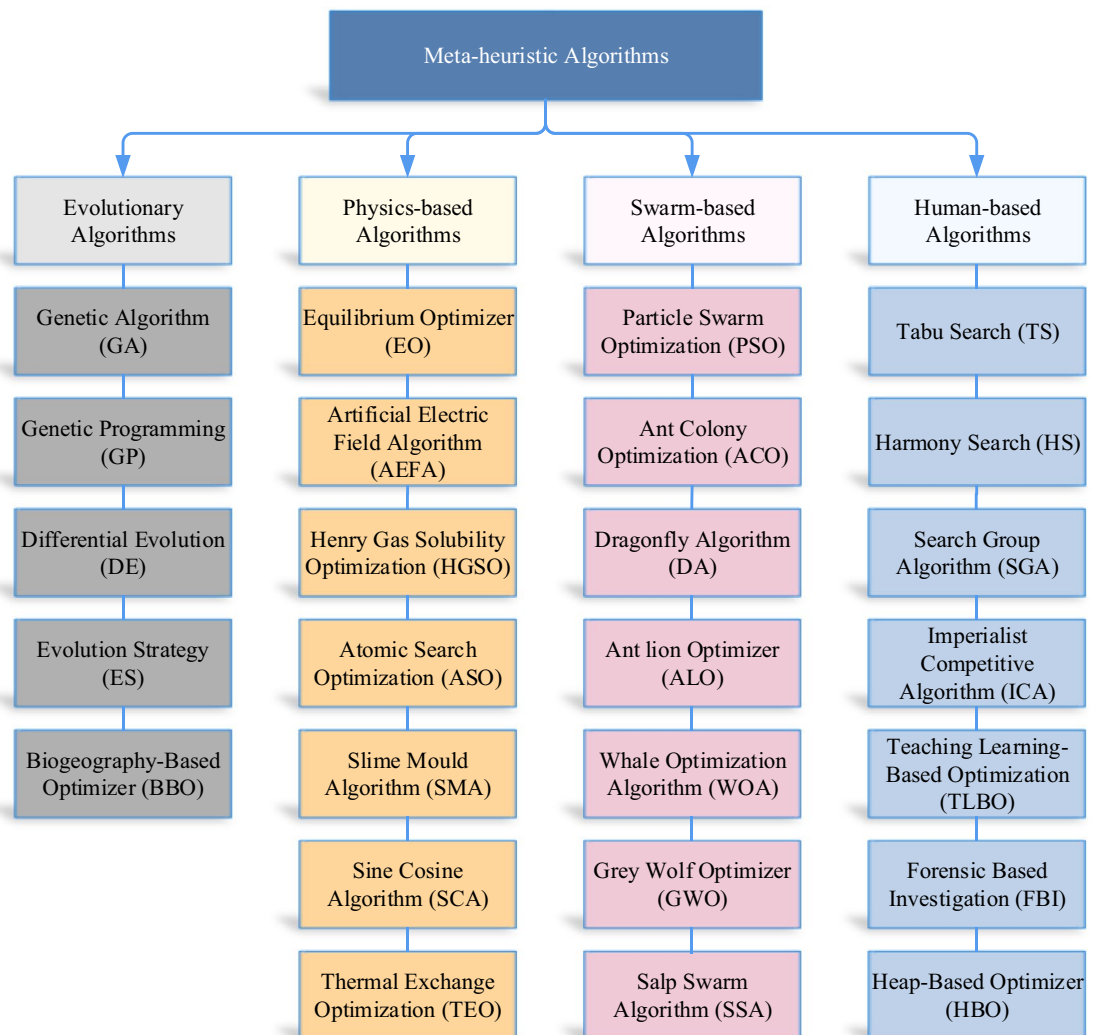 Meta-heuristic Algorithms
Evolutionary
Algorithms
Genetic Algorithm
(GA)
Genetic Programming
(GP)
Differential Evolution
(DE)
Evolution Strategy
(ES)
Biogeography-Based
Optimizer (BBO)
Physics-based
Algorithms
Equilibrium Optimizer
(EO)
Artificial Electric
Field Algorithm
(AEFA)
Henry Gas Solubility
Optimization (HGSO)
Atomic Search
Optimization (ASO)
Slime Mould
Algorithm (SMA)
Sine Cosine
Algorithm (SCA)
Thermal Exchange
Optimization (TEO)
Swarm-based
Algorithms
Particle Swarm
Optimization (PSO)
Ant Colony
Optimization (ACO)
Dragonfly Algorithm
(DA)
Ant lion Optimizer
(ALO)
Whale Optimization
Algorithm (WOA)
Grey Wolf Optimizer
(GWO)
Salp Swarm
Algorithm (SSA)
Human-based
Algorithms
Tabu Search (TS)
Harmony Search (HS)
Search Group
Algorithm (SGA)
Imperialist
Competitive
Algorithm (ICA)
Teaching Learning-
Based Optimization
(TLBO)
Forensic Based
Investigation (FBI)
Heap-Based Optimizer
(HBO)